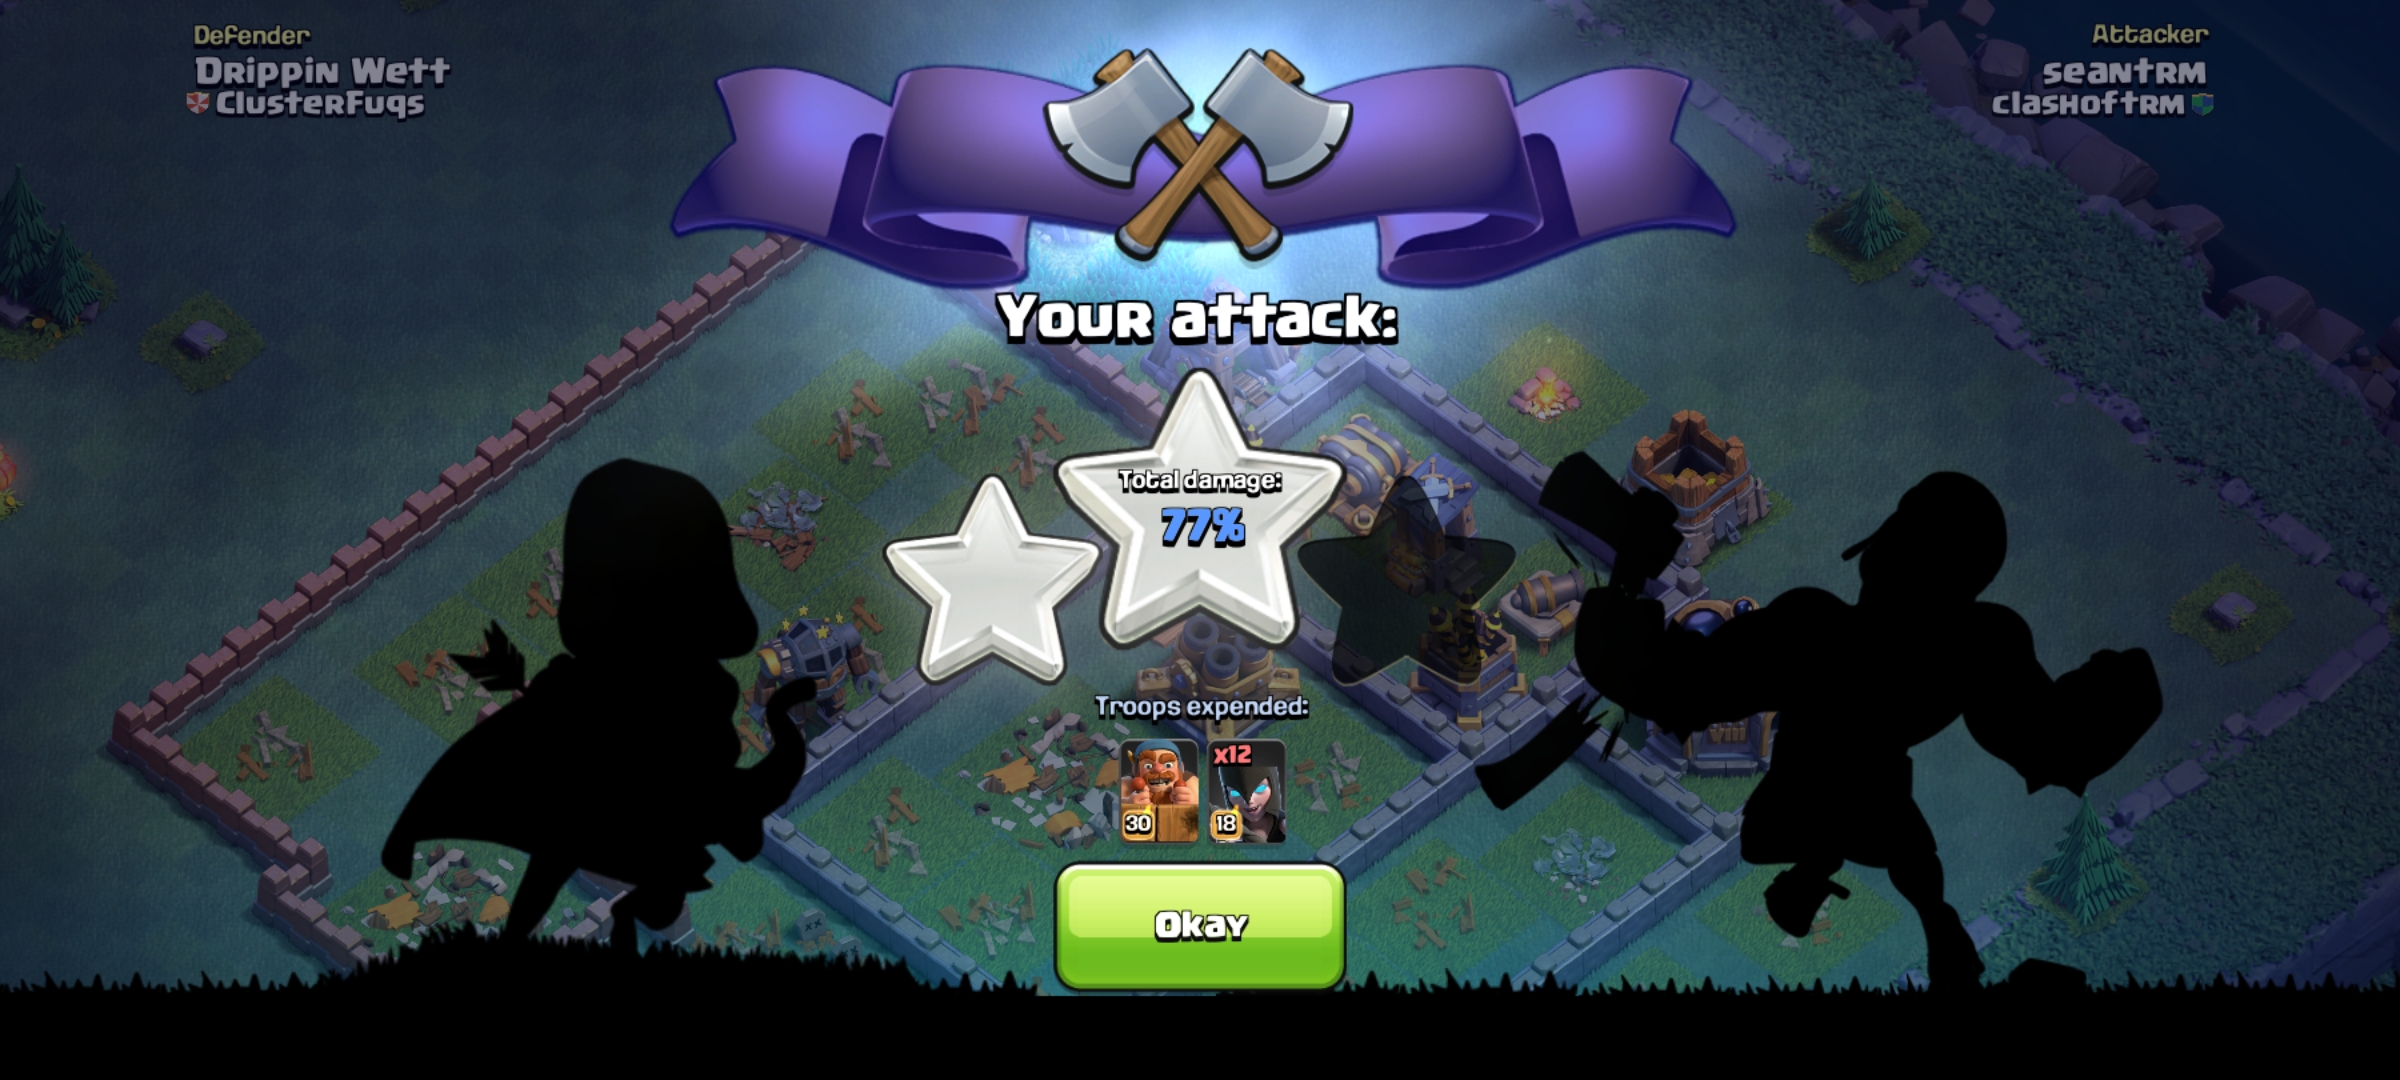 Defender
Drippin Wett
ClusterFuqs
Attacker
seantRM
clashoftRM
Your attack:
Total damage:
77%
Troops expended:
x12
30
18
Okay